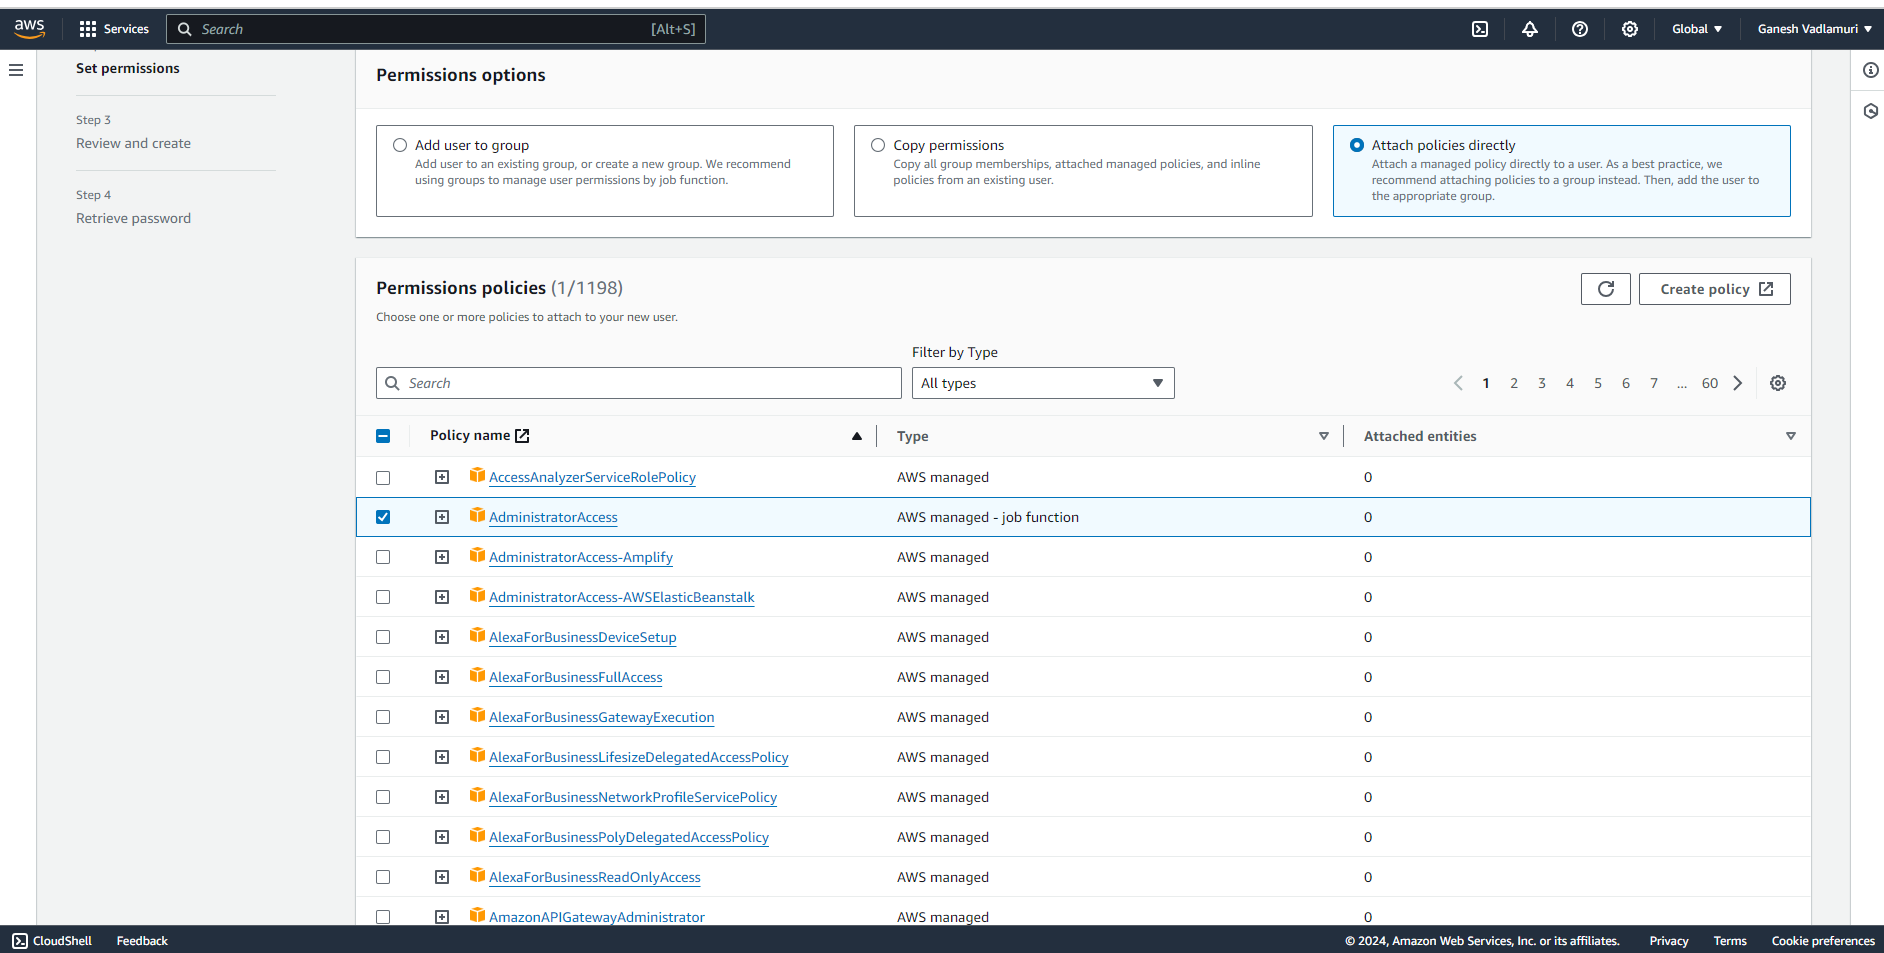 aws Services Search [Alt+S] Global Ganesh Vadlamuri
Set permissions
Step 3
Review and create
Step 4
Retrieve password
Permissions options
Add user to group
Add user to an existing group, or create a new group. We recommend
using groups to manage user permissions by job function.
Copy permissions
Copy all group memberships, attached managed policies, and inline
policies from an existing user.
Attach policies directly
Attach a managed policy directly to a user. As a best practice, we
recommend attaching policies to a group instead. Then, add the user to
the appropriate group.
Permissions policies (1/1198)
Create policy
Choose one or more policies to attach to your new user.
Filter by Type
Search All types 1 2 3 4 5 6 7 ... 60
Policy name Type Attached entities
AccessAnalyzerServiceRolePolicy AWS managed 0
AdministratorAccess AWS managed - job function 0
AdministratorAccess-Amplify AWS managed 0
AdministratorAccess-AWSElasticBeanstalk AWS managed 0
AlexaForBusinessDeviceSetup AWS managed 0
AlexaForBusinessFullAccess AWS managed 0
AlexaForBusinessGatewayExecution AWS managed 0
AlexaForBusinessLifesizeDelegatedAccessPolicy AWS managed 0
AlexaForBusinessNetworkProfileServicePolicy AWS managed 0
AlexaForBusinessPolyDelegatedAccessPolicy AWS managed 0
AlexaForBusinessReadOnlyAccess AWS managed 0
AmazonAPIGatewayAdministrator AWS managed 0
CloudShell Feedback © 2024, Amazon Web Services, Inc. or its affiliates. Privacy Terms Cookie preferences